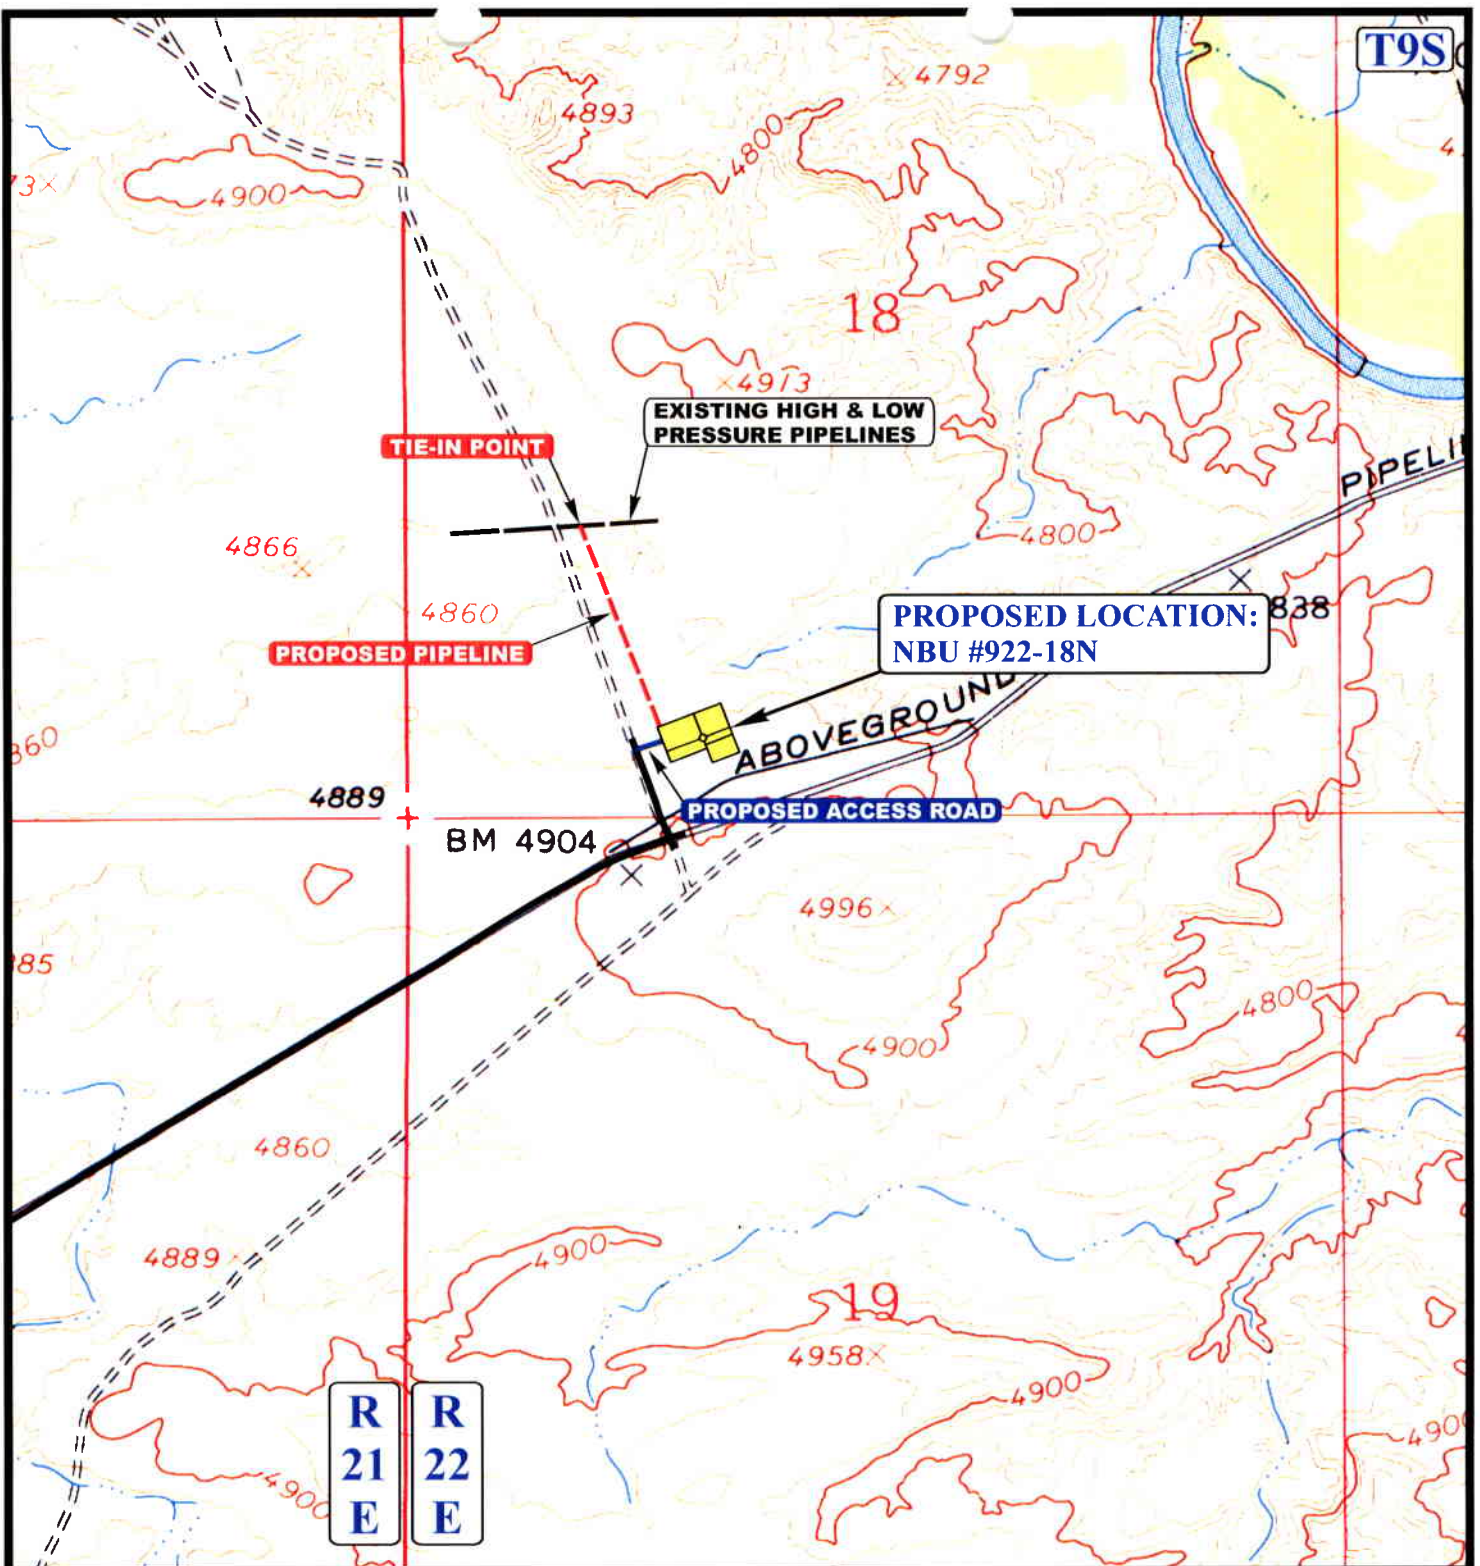 T9S
4792
4893
4800
4900
18
4973
EXISTING HIGH & LOW
PRESSURE PIPELINES
TIE-IN POINT
4866
4800
4860
PROPOSED LOCATION:
NBU #922-18N
838
PROPOSED PIPELINE
ABOVEGROUND
4889
PROPOSED ACCESS ROAD
BM 4904
4996
4800
4900
4860
4889
4900
19
4958
4900
4900
R
21
E
R
22
E